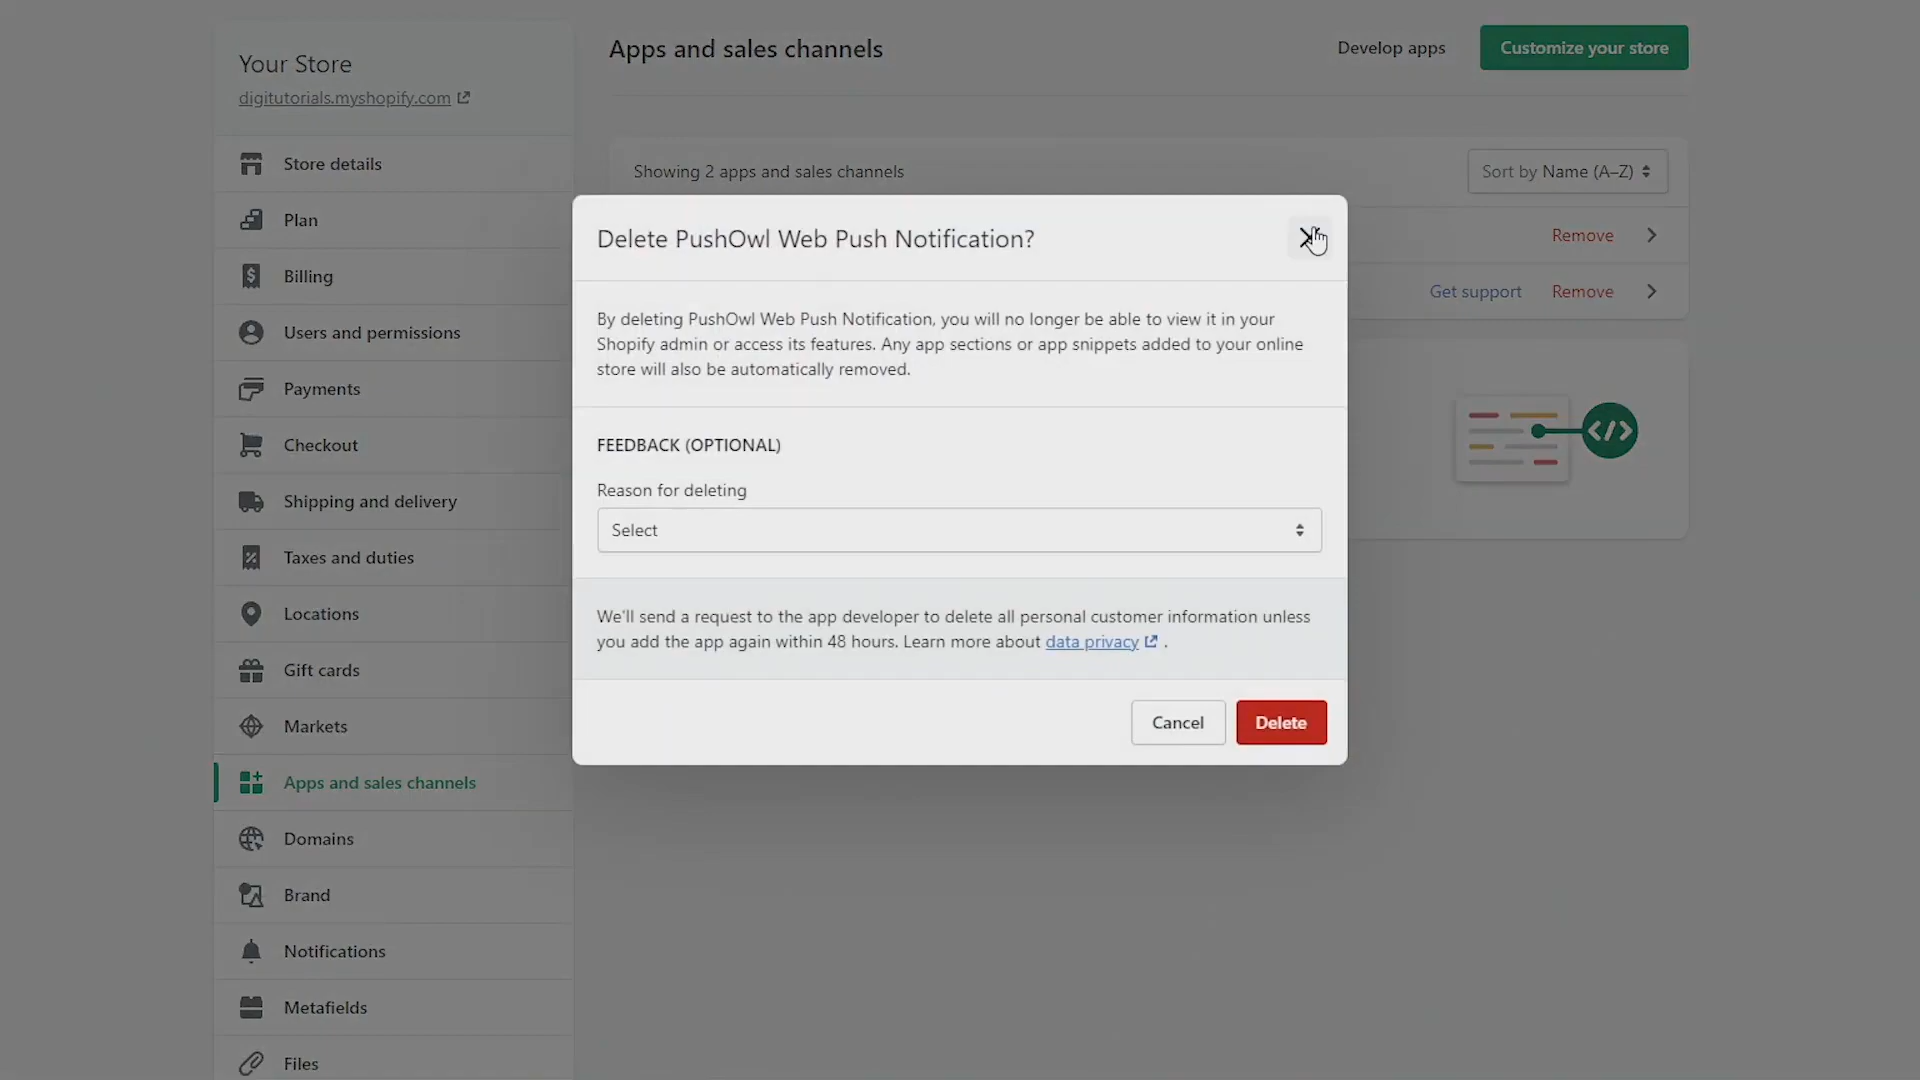 Your Store
digitutorials.myshopify.com
Store details
Plan
Billing
Users and permissions
Payments
Checkout
Shipping and delivery
Taxes and duties
Locations
Gift cards
Markets
Apps and sales channels
Domains
Brand
Notifications
Metafields
Files
Apps and sales channels
Develop apps
Customize your store
Showing 2 apps and sales channels
Sort by Name (A–Z)
Remove
Get support
Remove
Delete PushOwl Web Push Notification?
By deleting PushOwl Web Push Notification, you will no longer be able to view it in your
Shopify admin or access its features. Any app sections or app snippets added to your online
store will also be automatically removed.
FEEDBACK (OPTIONAL)
Reason for deleting
Select
We'll send a request to the app developer to delete all personal customer information unless
you add the app again within 48 hours. Learn more about data privacy .
Cancel
Delete